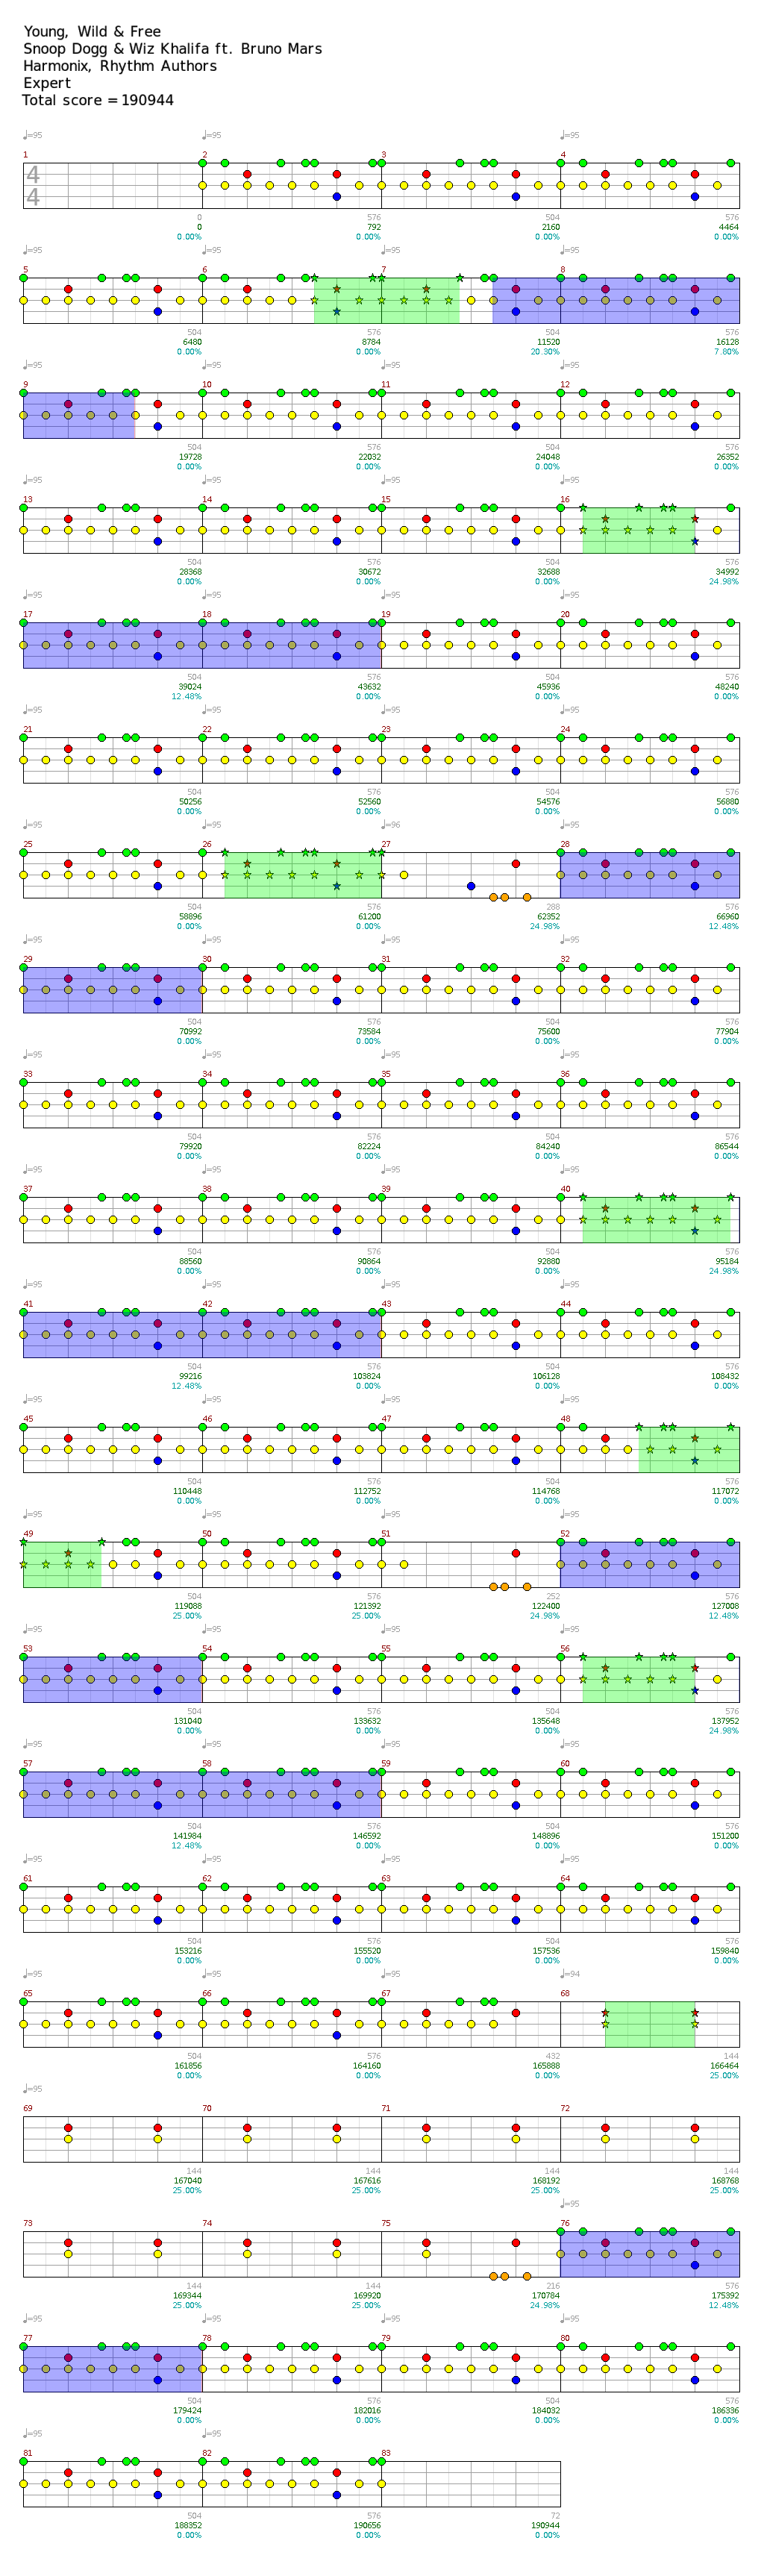 Young, Wild & Free
Snoop Dogg & Wiz Khalifa ft. Bruno Mars
Harmonix, Rhythm Authors
Expert
Total score = 190944
♩=95 ♩=95 ♩=95
1 2 3 4
4
4
0 576 504 576
0 792 2160 4464
0.00% 0.00% 0.00% 0.00%
♩=95 ♩=95 ♩=95 ♩=95
5 6 7 8
504 576 504 576
6480 8784 11520 16128
0.00% 0.00% 20.30% 7.80%
♩=95 ♩=95 ♩=95 ♩=95
9 10 11 12
504 576 504 576
19728 22032 24048 26352
0.00% 0.00% 0.00% 0.00%
♩=95 ♩=95 ♩=95 ♩=95
13 14 15 16
504 576 504 576
28368 30672 32688 34992
0.00% 0.00% 0.00% 24.98%
♩=95 ♩=95 ♩=95 ♩=95
17 18 19 20
504 576 504 576
39024 43632 45936 48240
12.48% 0.00% 0.00% 0.00%
♩=95 ♩=95 ♩=95 ♩=95
21 22 23 24
504 576 504 576
50256 52560 54576 56880
0.00% 0.00% 0.00% 0.00%
♩=95 ♩=95 ♩=96 ♩=95
25 26 27 28
504 576 288 576
58896 61200 62352 66960
0.00% 0.00% 24.98% 12.48%
♩=95 ♩=95 ♩=95 ♩=95
29 30 31 32
504 576 504 576
70992 73584 75600 77904
0.00% 0.00% 0.00% 0.00%
♩=95 ♩=95 ♩=95 ♩=95
33 34 35 36
504 576 504 576
79920 82224 84240 86544
0.00% 0.00% 0.00% 0.00%
♩=95 ♩=95 ♩=95 ♩=95
37 38 39 40
504 576 504 576
88560 90864 92880 95184
0.00% 0.00% 0.00% 24.98%
♩=95 ♩=95 ♩=95 ♩=95
41 42 43 44
504 576 504 576
99216 103824 106128 108432
12.48% 0.00% 0.00% 0.00%
♩=95 ♩=95 ♩=95 ♩=95
45 46 47 48
504 576 504 576
110448 112752 114768 117072
0.00% 0.00% 0.00% 0.00%
♩=95 ♩=95 ♩=95 ♩=95
49 50 51 52
504 576 252 576
119088 121392 122400 127008
25.00% 25.00% 24.98% 12.48%
♩=95 ♩=95 ♩=95 ♩=95
53 54 55 56
504 576 504 576
131040 133632 135648 137952
0.00% 0.00% 0.00% 24.98%
♩=95 ♩=95 ♩=95 ♩=95
57 58 59 60
504 576 504 576
141984 146592 148896 151200
12.48% 0.00% 0.00% 0.00%
♩=95 ♩=95 ♩=95 ♩=95
61 62 63 64
504 576 504 576
153216 155520 157536 159840
0.00% 0.00% 0.00% 0.00%
♩=95 ♩=95 ♩=95 ♩=94
65 66 67 68
504 576 432 144
161856 164160 165888 166464
0.00% 0.00% 0.00% 25.00%
♩=95
69 70 71 72
144 144 144 144
167040 167616 168192 168768
25.00% 25.00% 25.00% 25.00%
♩=95
73 74 75 76
144 144 216 576
169344 169920 170784 175392
25.00% 25.00% 24.98% 12.48%
♩=95 ♩=95 ♩=95 ♩=95
77 78 79 80
504 576 504 576
179424 182016 184032 186336
0.00% 0.00% 0.00% 0.00%
♩=95 ♩=95
81 82 83
504 576 72
188352 190656 190944
0.00% 0.00% 0.00%